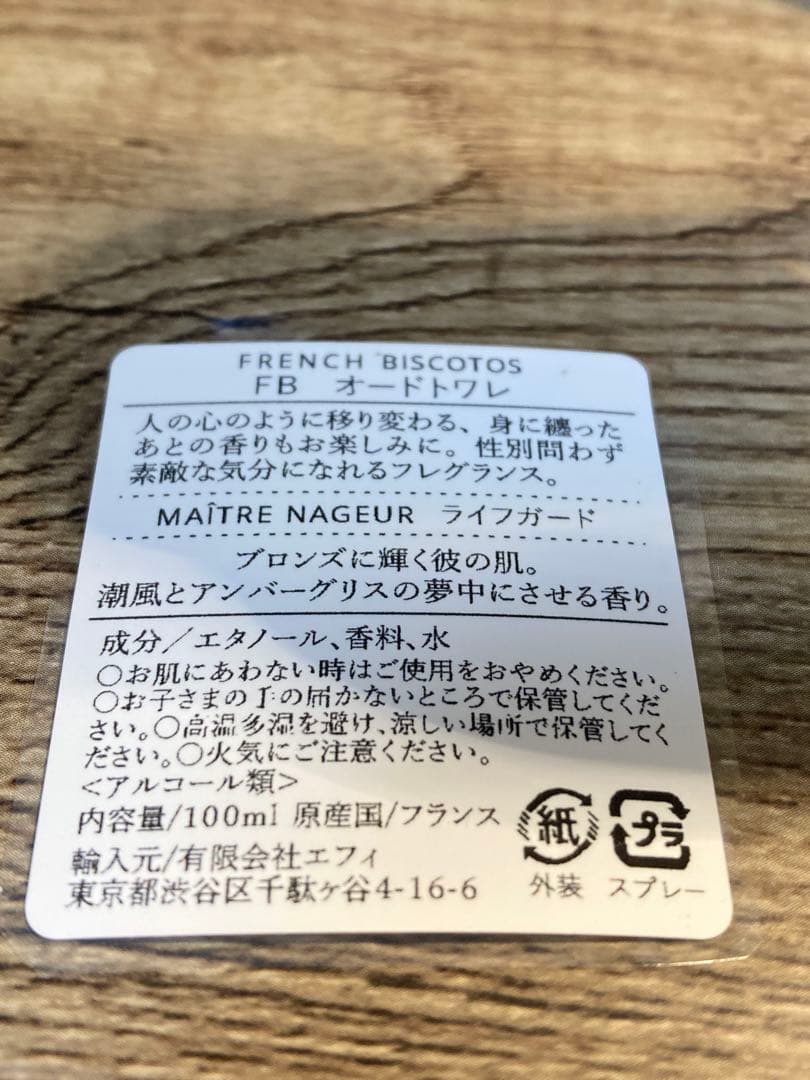 FRENCH BISCOTOS
FB オードトワレ
人の心のように移り変わる、身に纏った
あとの香りもお楽しみに。性別問わず
素敵な気分になれるフレグランス。
MAÎTRE NAGEUR ライフガード
ブロンズに輝く彼の肌。
潮風とアンバーグリスの夢中にさせる香り。
成分/エタノール、香料、水
○お肌にあわない時はご使用をおやめください。
○お子さまの手の届かないところで保管してくだ
さい。○高温多湿を避け、涼しい場所で保管してく
ださい。○火気にご注意ください。
<アルコール類>
内容量/100ml 原産国/フランス
輸入元/有限会社エフィ
東京都渋谷区千駄ヶ谷4-16-6
紙
外装
プラ
スプレー